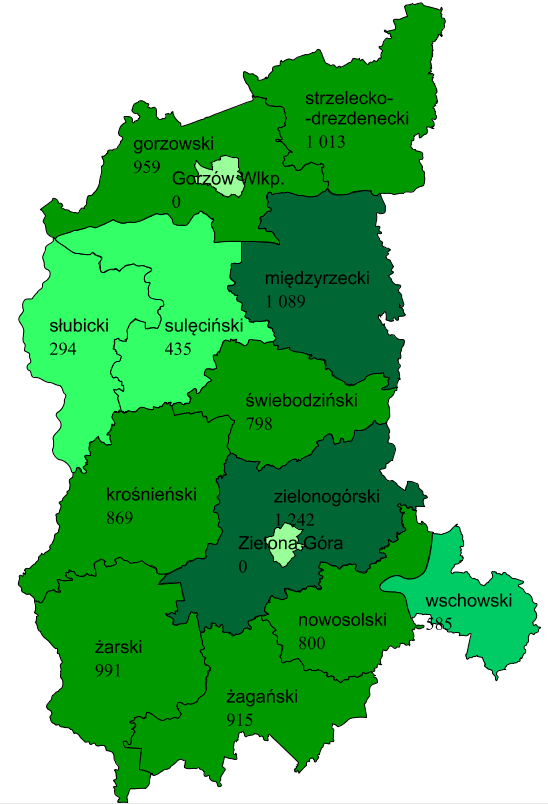 strzelecko-
-drezdenecki
1 013
gorzowski
959
Gorzów Wlkp.
0
międzyrzecki
1 089
słubicki
294
sulęciński
435
świebodziński
798
krośnieński
869
zielonogórski
1 242
Zielona Góra
0
wschowski
585
nowosolski
800
żarski
991
żagański
915